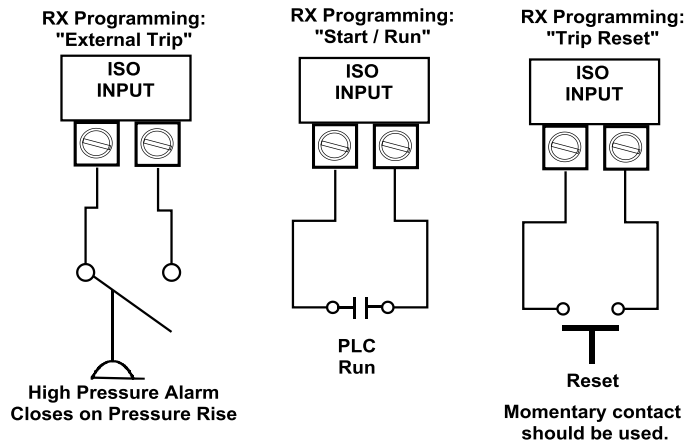 RX Programming:
"External Trip"
ISO
INPUT
High Pressure Alarm
Closes on Pressure Rise
RX Programming:
"Start / Run"
ISO
INPUT
PLC
Run
RX Programming:
"Trip Reset"
ISO
INPUT
Reset
Momentary contact
should be used.